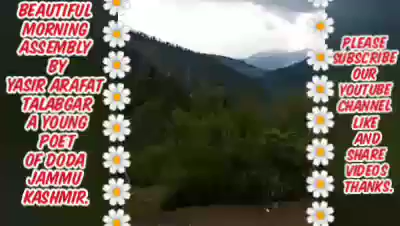 BEAUTIFUL
MORNING
ASSEMBLY
BY
YASIR ARAFAT
TALABGAR
A YOUNG
POET
OF DODA
JAMMU
KASHMIR.
PLEASE
SUBSCRIBE
OUR
YOUTUBE
CHANNEL
LIKE
AND
SHARE
VIDEOS
THANKS.